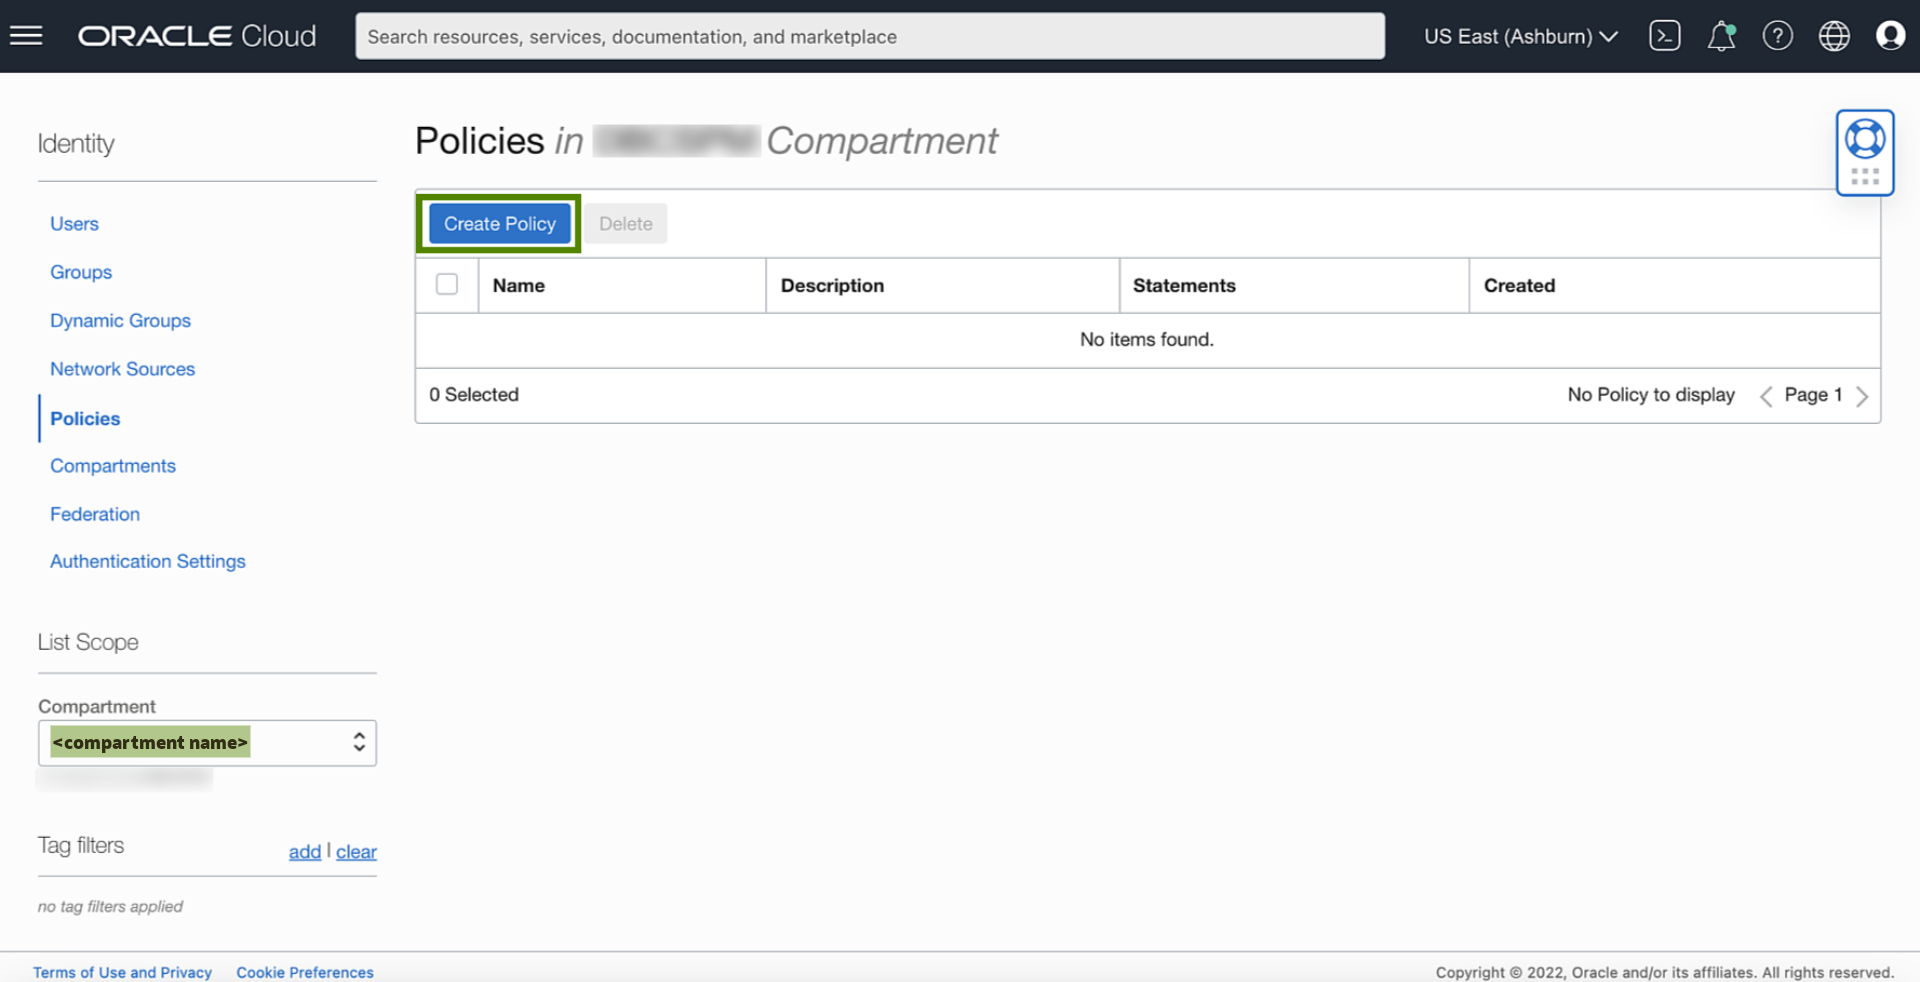 ORACLE Cloud
Search resources, services, documentation, and marketplace
US East (Ashburn)
Identity
Users
Groups
Dynamic Groups
Network Sources
Policies
Compartments
Federation
Authentication Settings
List Scope
Compartment
<compartment name>
Tag filters
add | clear
no tag filters applied
Policies in Compartment
Create Policy Delete
Name Description Statements Created
No items found.
0 Selected No Policy to display Page 1
Terms of Use and Privacy Cookie Preferences
Copyright © 2022, Oracle and/or its affiliates. All rights reserved.